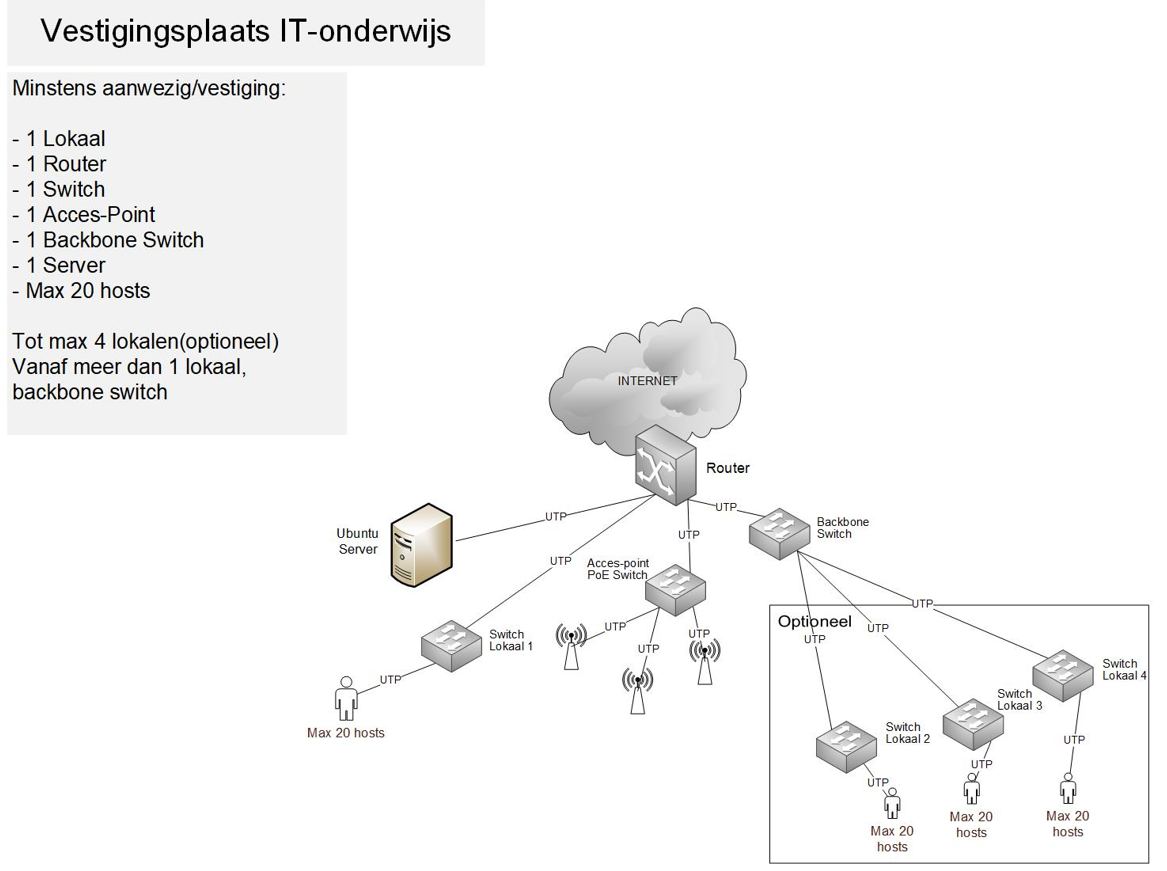 Vestigingsplaats IT-onderwijs
Minstens aanwezig/vestiging:
- 1 Lokaal
- 1 Router
- 1 Switch
- 1 Acces-Point
- 1 Backbone Switch
- 1 Server
- Max 20 hosts
Tot max 4 lokalen(optioneel)
Vanaf meer dan 1 lokaal,
backbone switch
INTERNET
Router
UTP
UTP
UTP
UTP
Ubuntu
Server
Backbone
Switch
Acces-point
PoE Switch
Switch
Lokaal 1
UTP
UTP
UTP
UTP
Max 20 hosts
Optioneel
UTP
UTP
UTP
Switch
Lokaal 4
Switch
Lokaal 3
Switch
Lokaal 2
UTP
UTP
UTP
Max 20
hosts
Max 20
hosts
Max 20
hosts